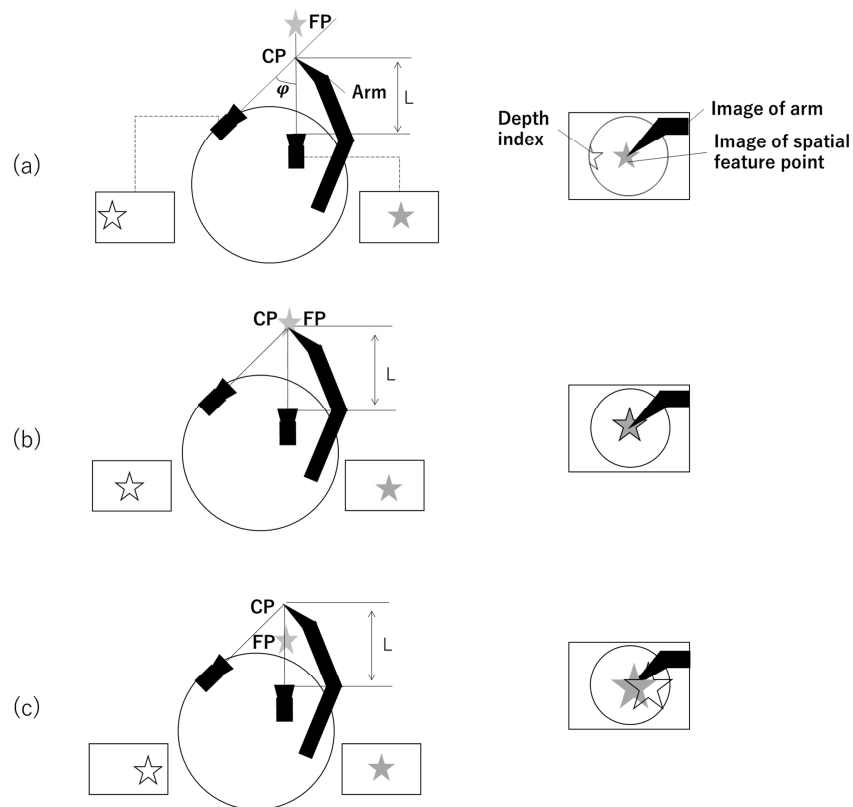 FP
CP
φ
Arm
L
(a)
Depth
index
Image of arm
Image of spatial
feature point
CP FP
L
(b)
CP
FP
L
(c)